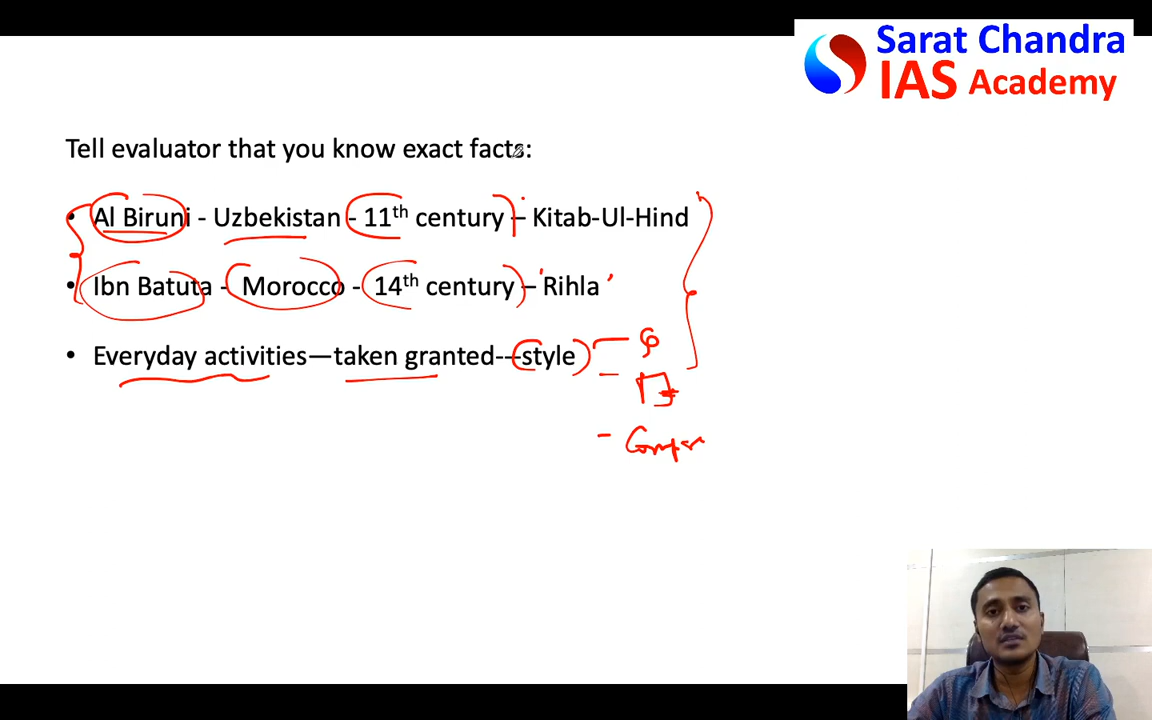 Sarat Chandra
IAS Academy
Tell evaluator that you know exact facts:
• Al Biruni - Uzbekistan - 11th century – Kitab-Ul-Hind
• Ibn Batuta - Morocco - 14th century – 'Rihla'
• Everyday activities—taken granted--–style